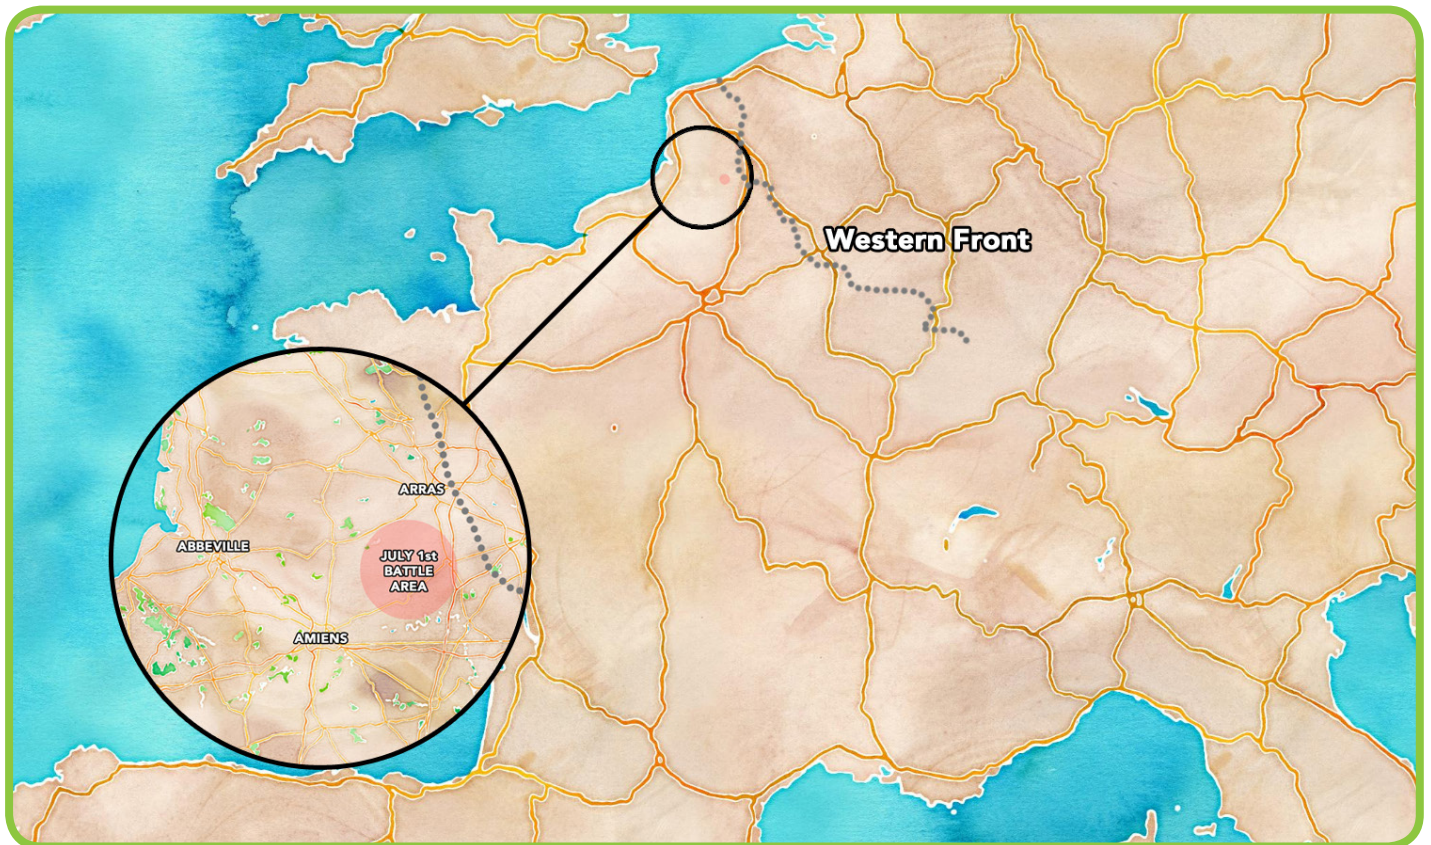 Western Front
ARRAS
ABBEVILLE
JULY 1st
BATTLE
AREA
AMIENS